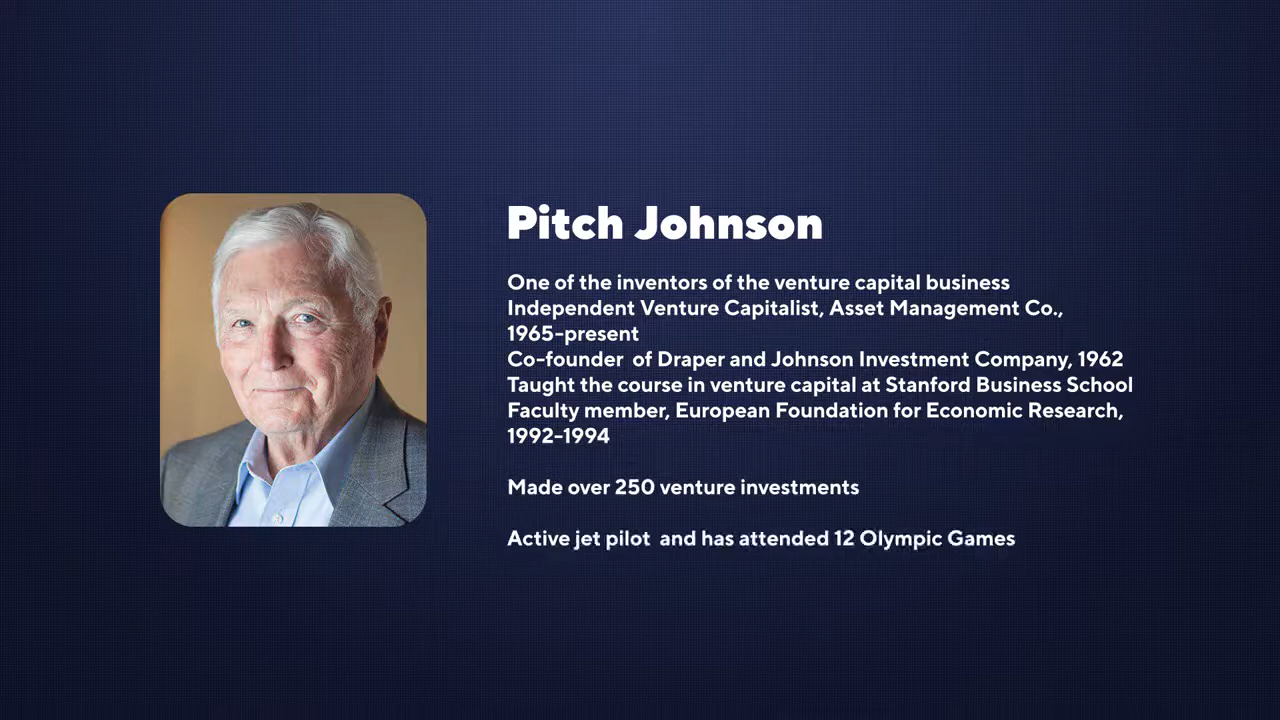 Pitch Johnson
One of the inventors of the venture capital business
Independent Venture Capitalist, Asset Management Co.,
1965-present
Co-founder  of Draper and Johnson Investment Company, 1962
Taught the course in venture capital at Stanford Business School
Faculty member, European Foundation for Economic Research,
1992-1994
Made over 250 venture investments
Active jet pilot  and has attended 12 Olympic Games